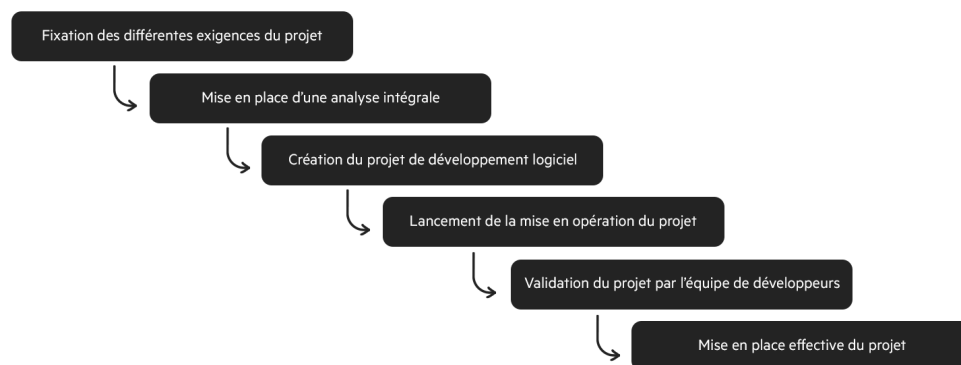 Fixation des différentes exigences du projet
Mise en place d'une analyse intégrale
Création du projet de développement logiciel
Lancement de la mise en opération du projet
Validation du projet par l'équipe de développeurs
Mise en place effective du projet